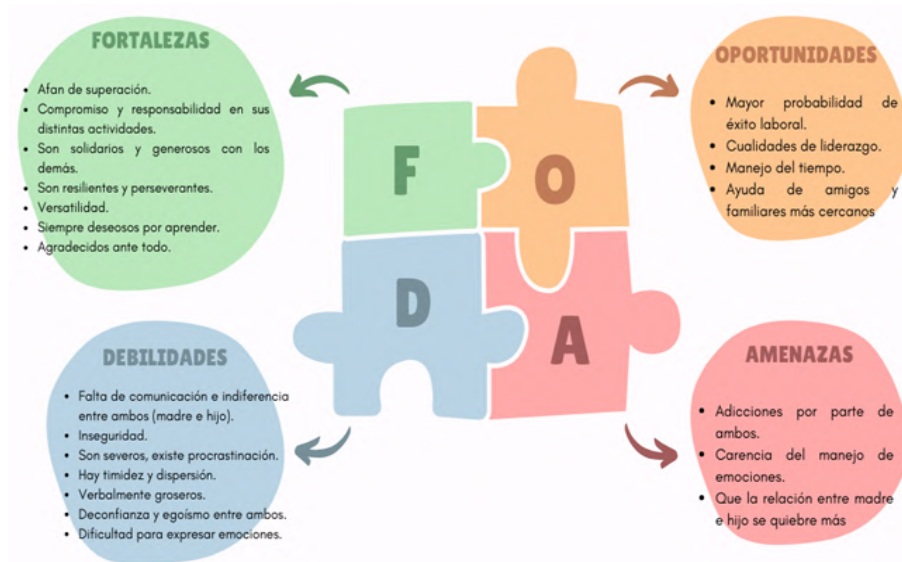 FORTALEZAS
• Afan de superación.
• Compromiso y responsabilidad en sus
distintas actividades.
• Son solidarios y generosos con los
demás.
• Son resilientes y perseverantes.
• Versatilidad.
• Siempre deseosos por aprender.
• Agradecidos ante todo.
OPORTUNIDADES
• Mayor probabilidad de
éxito laboral.
• Cualidades de liderazgo.
• Manejo del tiempo.
• Ayuda de amigos y
familiares más cercanos
F
O
D
A
DEBILIDADES
• Falta de comunicación e indiferencia
entre ambos (madre e hijo).
• Inseguridad.
• Son severos, existe procrastinación.
• Hay timidez y dispersión.
• Verbalmente groseros.
• Deconfianza y egoísmo entre ambos.
• Dificultad para expresar emociones.
AMENAZAS
• Adicciones por parte de
ambos.
• Carencia del manejo de
emociones.
• Que la relación entre madre
e hijo se quiebre más